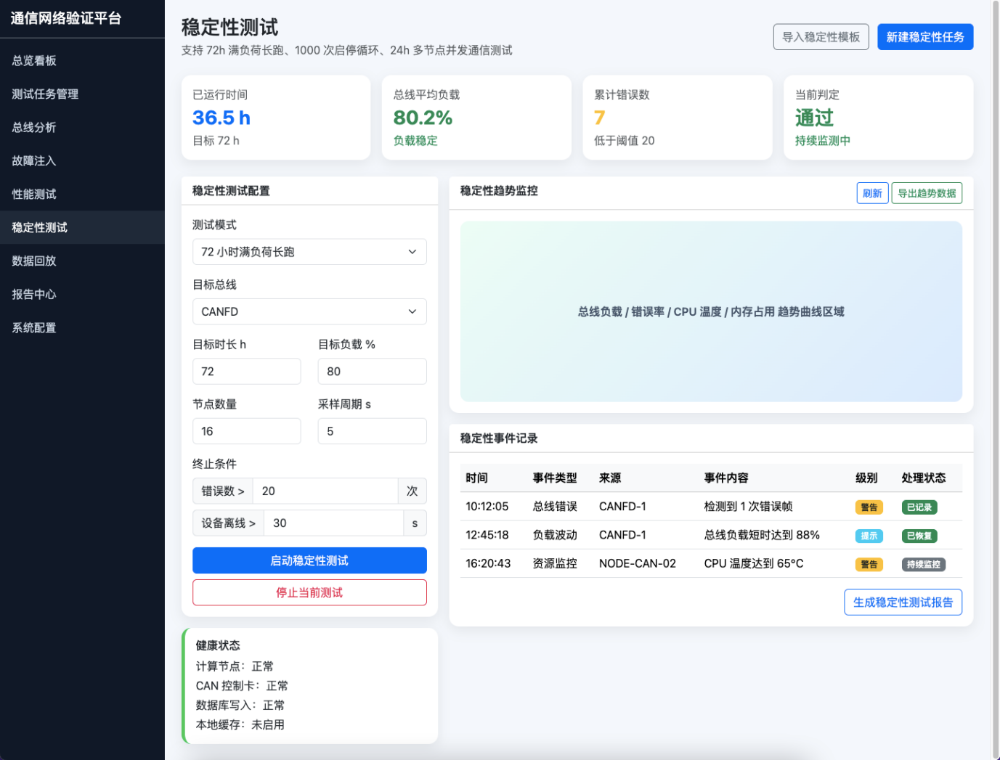 通信网络验证平台
总览看板
测试任务管理
总线分析
故障注入
性能测试
稳定性测试
数据回放
报告中心
系统配置
稳定性测试
支持 72h 满负荷长跑、1000 次启停循环、24h 多节点并发通信测试
导入稳定性模板
新建稳定性任务
已运行时间
36.5 h
目标 72 h
总线平均负载
80.2%
负载稳定
累计错误数
7
低于阈值 20
当前判定
通过
持续监测中
稳定性测试配置
测试模式
72 小时满负荷长跑
目标总线
CANFD
目标时长 h 目标负载 %
72 80
节点数量 采样周期 s
16 5
终止条件
错误数 > 20 次
设备离线 > 30 s
启动稳定性测试
停止当前测试
健康状态
计算节点：正常
CAN 控制卡：正常
数据库写入：正常
本地缓存：未启用
稳定性趋势监控
刷新
导出趋势数据
总线负载 / 错误率 / CPU 温度 / 内存占用 趋势曲线区域
稳定性事件记录
时间 事件类型 来源 事件内容 级别 处理状态
10:12:05 总线错误 CANFD-1 检测到 1 次错误帧 警告 已记录
12:45:18 负载波动 CANFD-1 总线负载短时达到 88% 提示 已恢复
16:20:43 资源监控 NODE-CAN-02 CPU 温度达到 65°C 警告 持续监控
生成稳定性测试报告